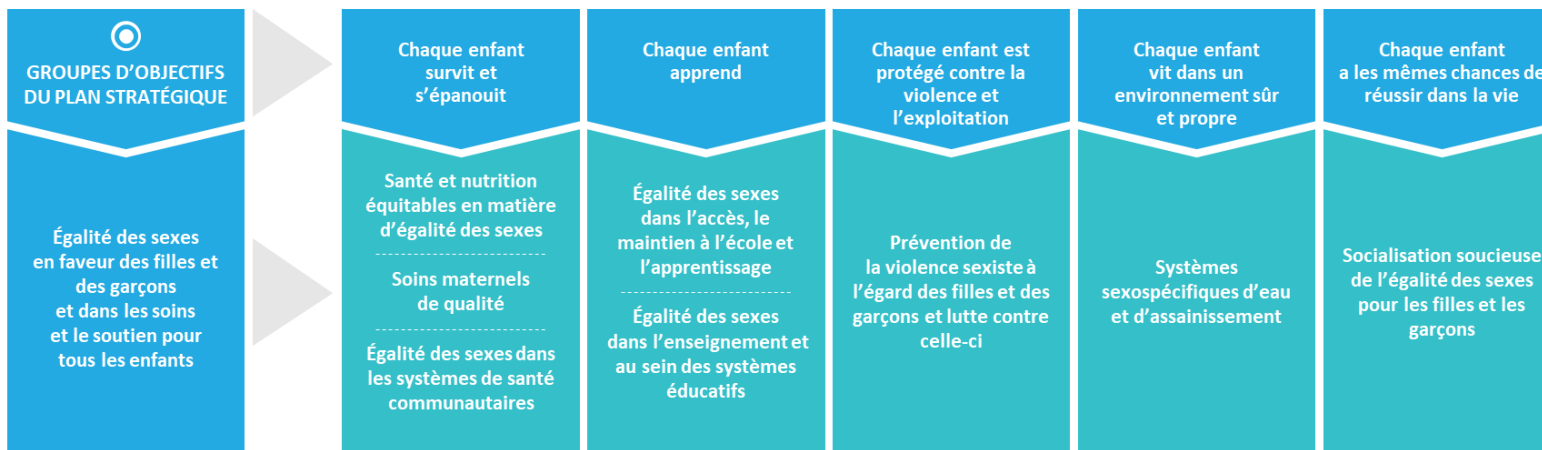 GROUPES D'OBJECTIFS
DU PLAN STRATÉGIQUE
Chaque enfant
survit et
s'épanouit
Chaque enfant
apprend
Chaque enfant est
protégé contre la
violence et
l'exploitation
Chaque enfant
vit dans un
environnement sûr
et propre
Chaque enfant
a les mêmes chances de
réussir dans la vie
Égalité des sexes
en faveur des filles et
des garçons
et dans les soins
et le soutien pour
tous les enfants
Santé et nutrition
équitables en matière
d'égalité des sexes
Soins maternels
de qualité
Égalité des sexes dans
les systèmes de santé
communautaires
Égalité des sexes
dans l'accès, le
maintien à l'école et
l'apprentissage
Égalité des sexes
dans l'enseignement et
au sein des systèmes
éducatifs
Prévention de
la violence sexiste à
l'égard des filles et des
garçons et lutte contre
celle-ci
Systèmes
sexospécifiques d'eau
et d'assainissement
Socialisation soucieuse
de l'égalité des sexes
pour les filles et les
garçons